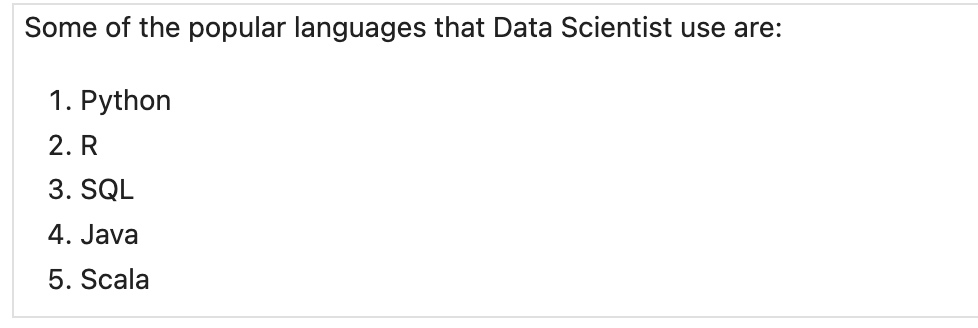 Some of the popular languages that Data Scientist use are:
1. Python
2. R
3. SQL
4. Java
5. Scala